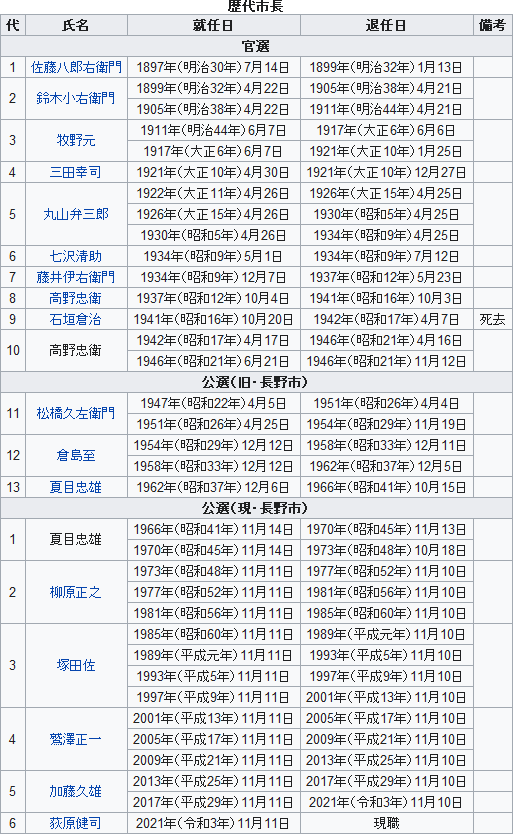 歴代市長
代 氏名 就任日 退任日 備考
官選
1 佐藤八郎右衛門 1897年(明治30年)7月14日 1899年(明治32年)1月13日
2 鈴木小右衛門 1899年(明治32年)4月22日 1905年(明治38年)4月21日
1905年(明治38年)4月22日 1911年(明治44年)4月21日
3 牧野元 1911年(明治44年)6月7日 1917年(大正6年)6月6日
1917年(大正6年)6月7日 1921年(大正10年)1月25日
4 三田幸司 1921年(大正10年)4月30日 1921年(大正10年)12月27日
5 丸山弁三郎 1922年(大正11年)4月26日 1926年(大正15年)4月25日
1926年(大正15年)4月26日 1930年(昭和5年)4月25日
1930年(昭和5年)4月26日 1934年(昭和9年)4月25日
6 七沢清助 1934年(昭和9年)5月1日 1934年(昭和9年)7月12日
7 藤井伊右衛門 1934年(昭和9年)12月7日 1937年(昭和12年)5月23日
8 高野忠衛 1937年(昭和12年)10月4日 1941年(昭和16年)10月3日
9 石垣倉治 1941年(昭和16年)10月20日 1942年(昭和17年)4月7日 死去
10 高野忠衛 1942年(昭和17年)4月17日 1946年(昭和21年)4月16日
1946年(昭和21年)6月21日 1946年(昭和21年)11月12日
公選(旧・長野市)
11 松橋久左衛門 1947年(昭和22年)4月5日 1951年(昭和26年)4月4日
1951年(昭和26年)4月25日 1954年(昭和29年)11月19日
12 倉島至 1954年(昭和29年)12月12日 1958年(昭和33年)12月11日
1958年(昭和33年)12月12日 1962年(昭和37年)12月5日
13 夏目忠雄 1962年(昭和37年)12月6日 1966年(昭和41年)10月15日
公選(現・長野市)
1 夏目忠雄 1966年(昭和41年)11月14日 1970年(昭和45年)11月13日
1970年(昭和45年)11月14日 1973年(昭和48年)10月18日
2 柳原正之 1973年(昭和48年)11月11日 1977年(昭和52年)11月10日
1977年(昭和52年)11月11日 1981年(昭和56年)11月10日
1981年(昭和56年)11月11日 1985年(昭和60年)11月10日
3 塚田佐 1985年(昭和60年)11月11日 1989年(平成元年)11月10日
1989年(平成元年)11月11日 1993年(平成5年)11月10日
1993年(平成5年)11月11日 1997年(平成9年)11月10日
1997年(平成9年)11月11日 2001年(平成13年)11月10日
4 鷲澤正一 2001年(平成13年)11月11日 2005年(平成17年)11月10日
2005年(平成17年)11月11日 2009年(平成21年)11月10日
2009年(平成21年)11月11日 2013年(平成25年)11月10日
5 加藤久雄 2013年(平成25年)11月11日 2017年(平成29年)11月10日
2017年(平成29年)11月11日 2021年(令和3年)11月10日
6 荻原健司 2021年(令和3年)11月11日 現職